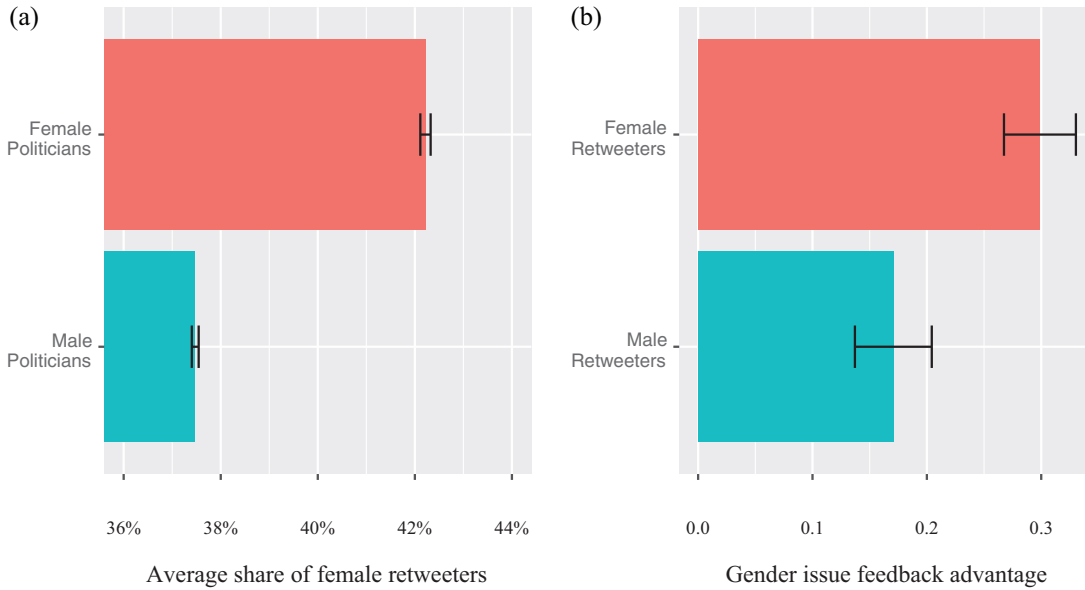 (a)
Female
Politicians
Male
Politicians
36% 38% 40% 42% 44%
Average share of female retweeters
(b)
Female
Retweeters
Male
Retweeters
0.0 0.1 0.2 0.3
Gender issue feedback advantage